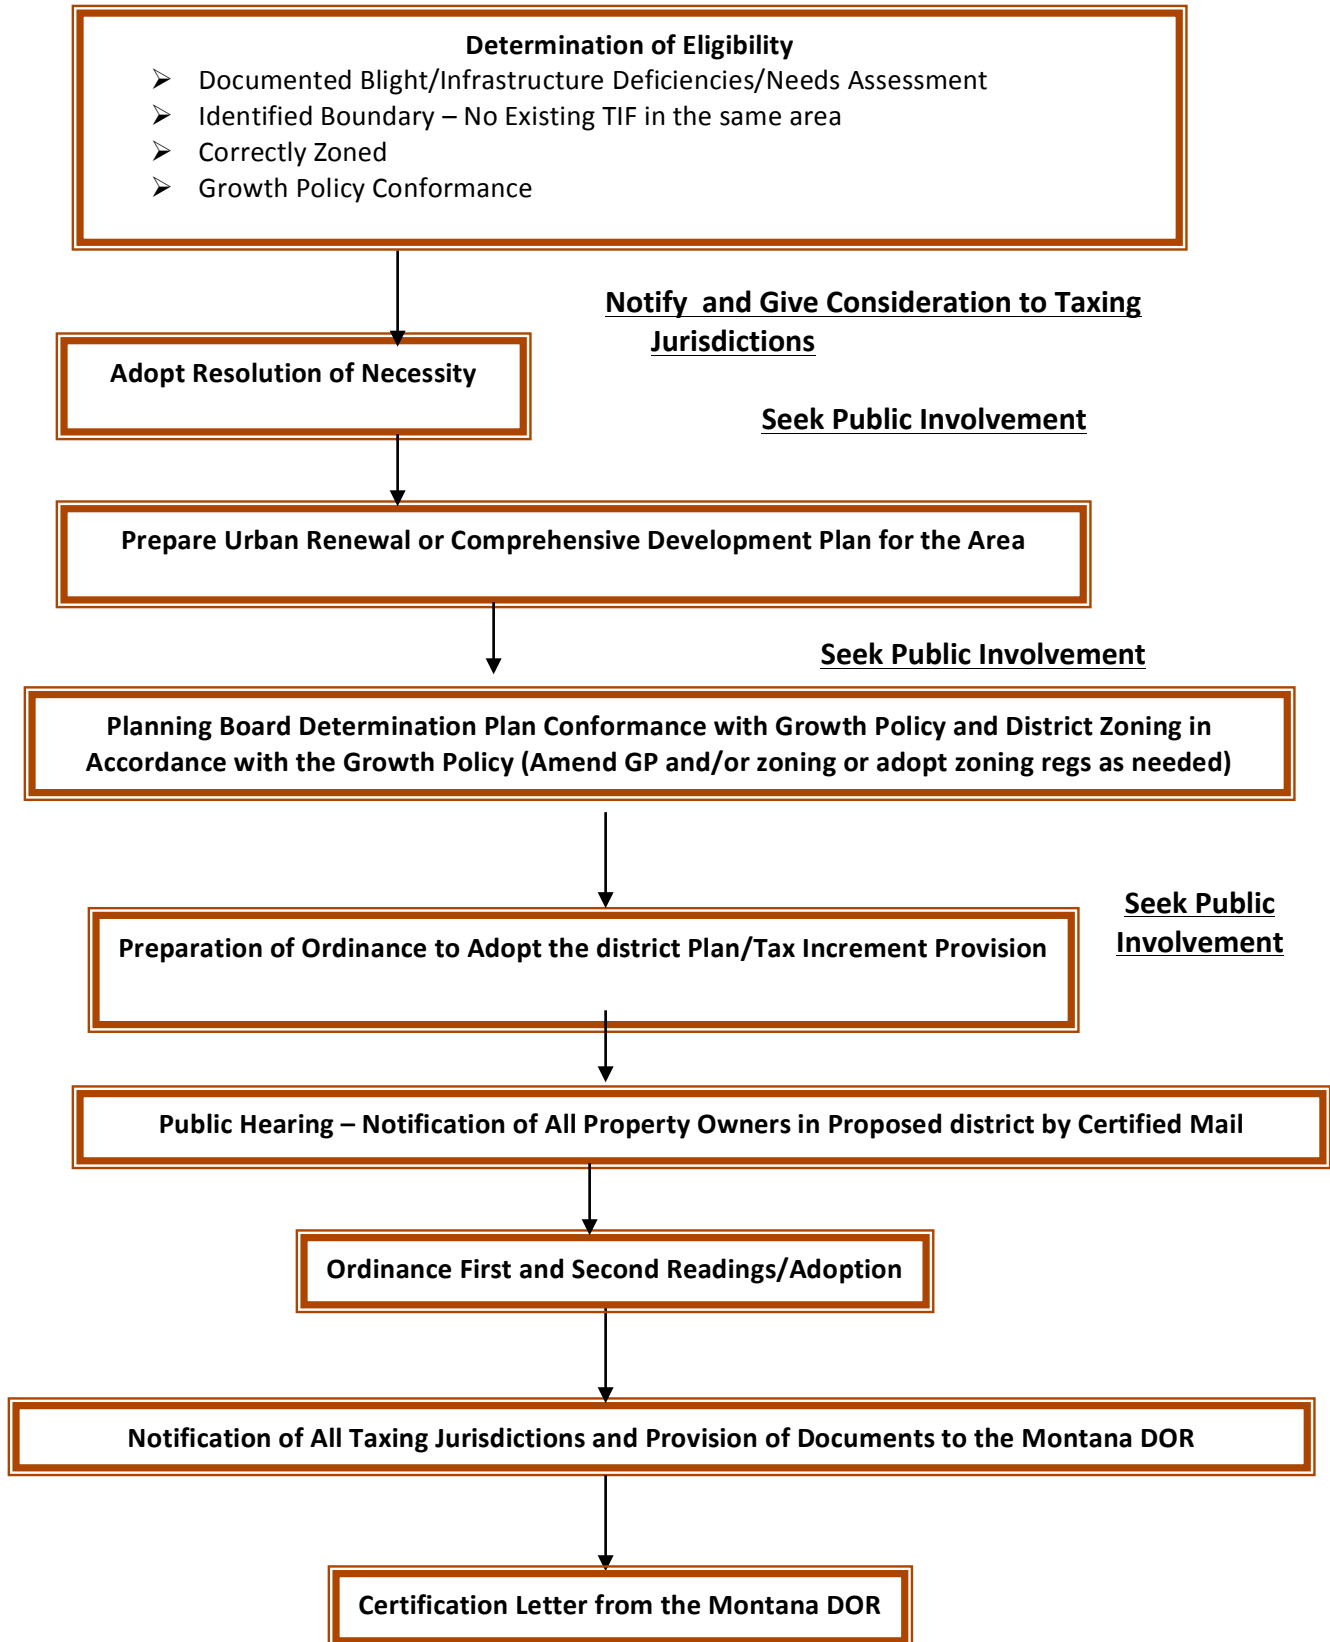 Determination of Eligibility
➢ Documented Blight/Infrastructure Deficiencies/Needs Assessment
➢ Identified Boundary – No Existing TIF in the same area
➢ Correctly Zoned
➢ Growth Policy Conformance
Notify and Give Consideration to Taxing
Jurisdictions
Adopt Resolution of Necessity
Seek Public Involvement
Prepare Urban Renewal or Comprehensive Development Plan for the Area
Seek Public Involvement
Planning Board Determination Plan Conformance with Growth Policy and District Zoning in
Accordance with the Growth Policy (Amend GP and/or zoning or adopt zoning regs as needed)
Seek Public
Involvement
Preparation of Ordinance to Adopt the district Plan/Tax Increment Provision
Public Hearing – Notification of All Property Owners in Proposed district by Certified Mail
Ordinance First and Second Readings/Adoption
Notification of All Taxing Jurisdictions and Provision of Documents to the Montana DOR
Certification Letter from the Montana DOR